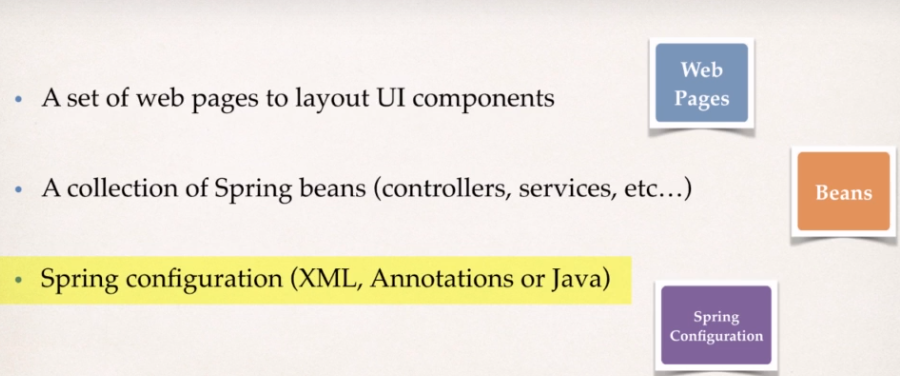 • A set of web pages to layout UI components
Web
Pages
• A collection of Spring beans (controllers, services, etc…)
Beans
• Spring configuration (XML, Annotations or Java)
Spring
Configuration